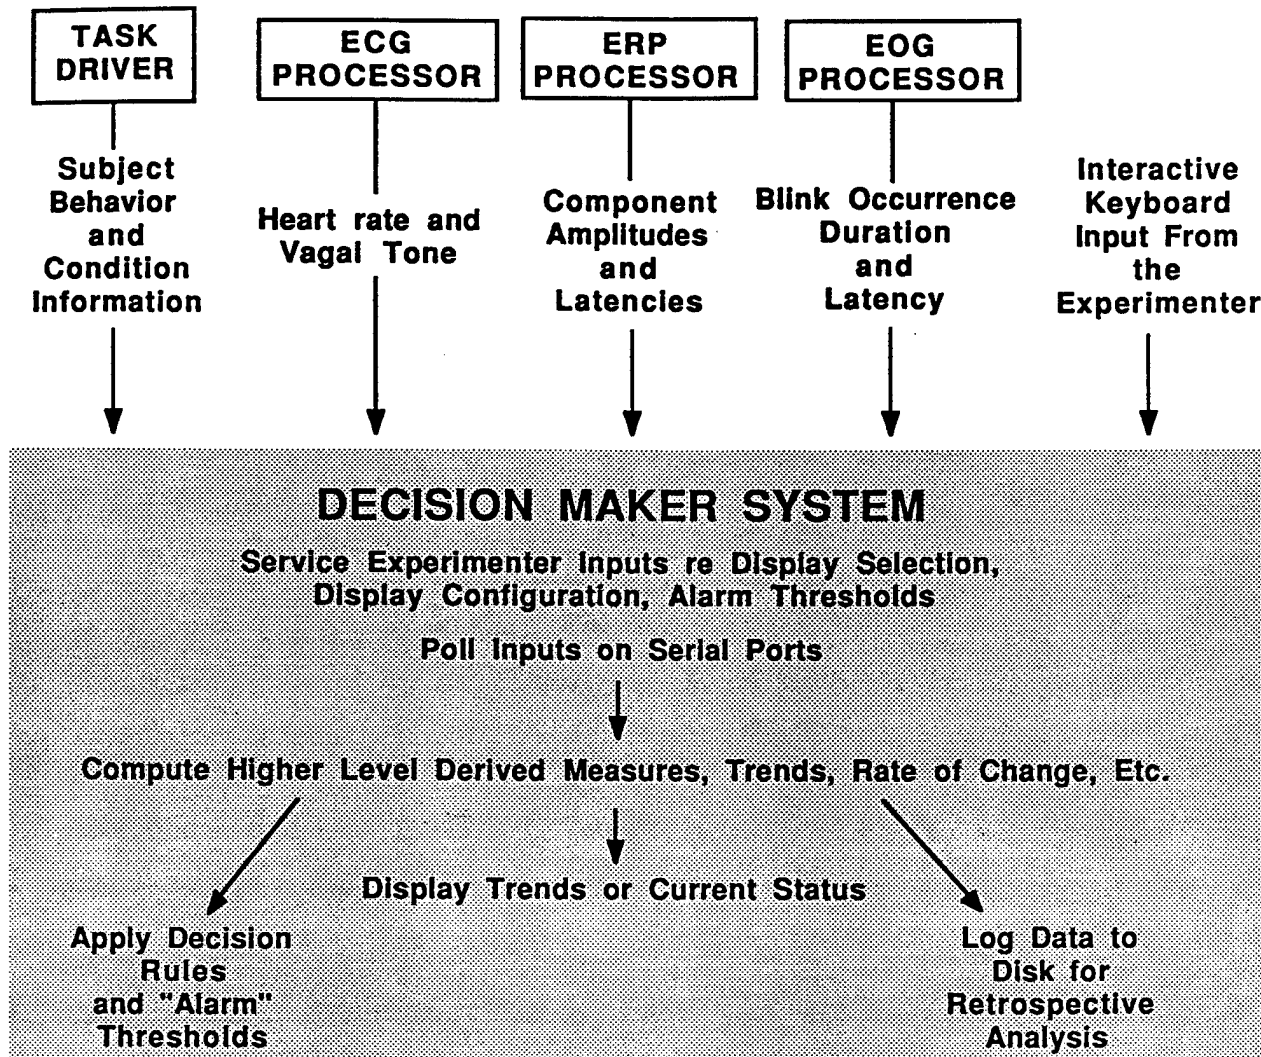 TASK
DRIVER
ECG
PROCESSOR
ERP
PROCESSOR
EOG
PROCESSOR
Subject
Behavior
and
Condition
Information
Heart rate and
Vagal Tone
Component
Amplitudes
and
Latencies
Blink Occurrence
Duration
and
Latency
Interactive
Keyboard
Input From
the
Experimenter
DECISION MAKER SYSTEM
Service Experimenter Inputs re Display Selection,
Display Configuration, Alarm Thresholds
Poll Inputs on Serial Ports
Compute Higher Level Derived Measures, Trends, Rate of Change, Etc.
Display Trends or Current Status
Apply Decision
Rules
and "Alarm"
Thresholds
Log Data to
Disk for
Retrospective
Analysis